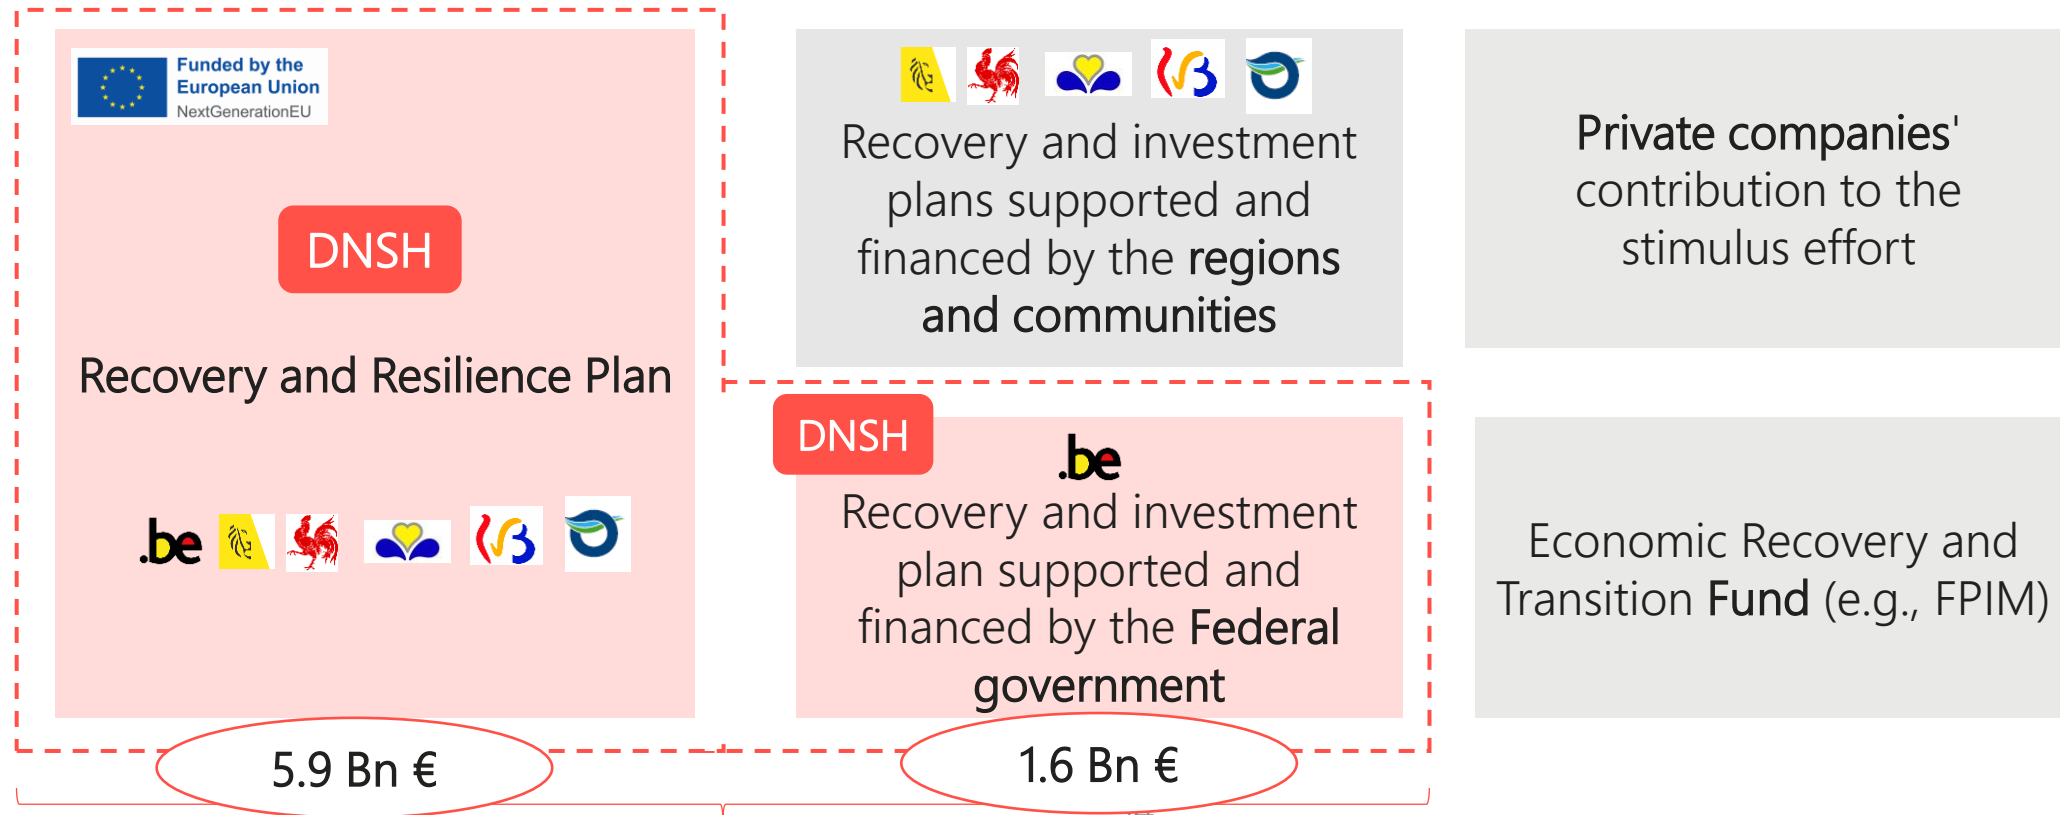 Funded by the
European Union
NextGenerationEU
DNSH
Recovery and Resilience Plan
.be
5.9 Bn €
Recovery and investment
plans supported and
financed by the regions
and communities
DNSH
.be
Recovery and investment
plan supported and
financed by the Federal
government
1.6 Bn €
Private companies'
contribution to the
stimulus effort
Economic Recovery and
Transition Fund (e.g., FPIM)